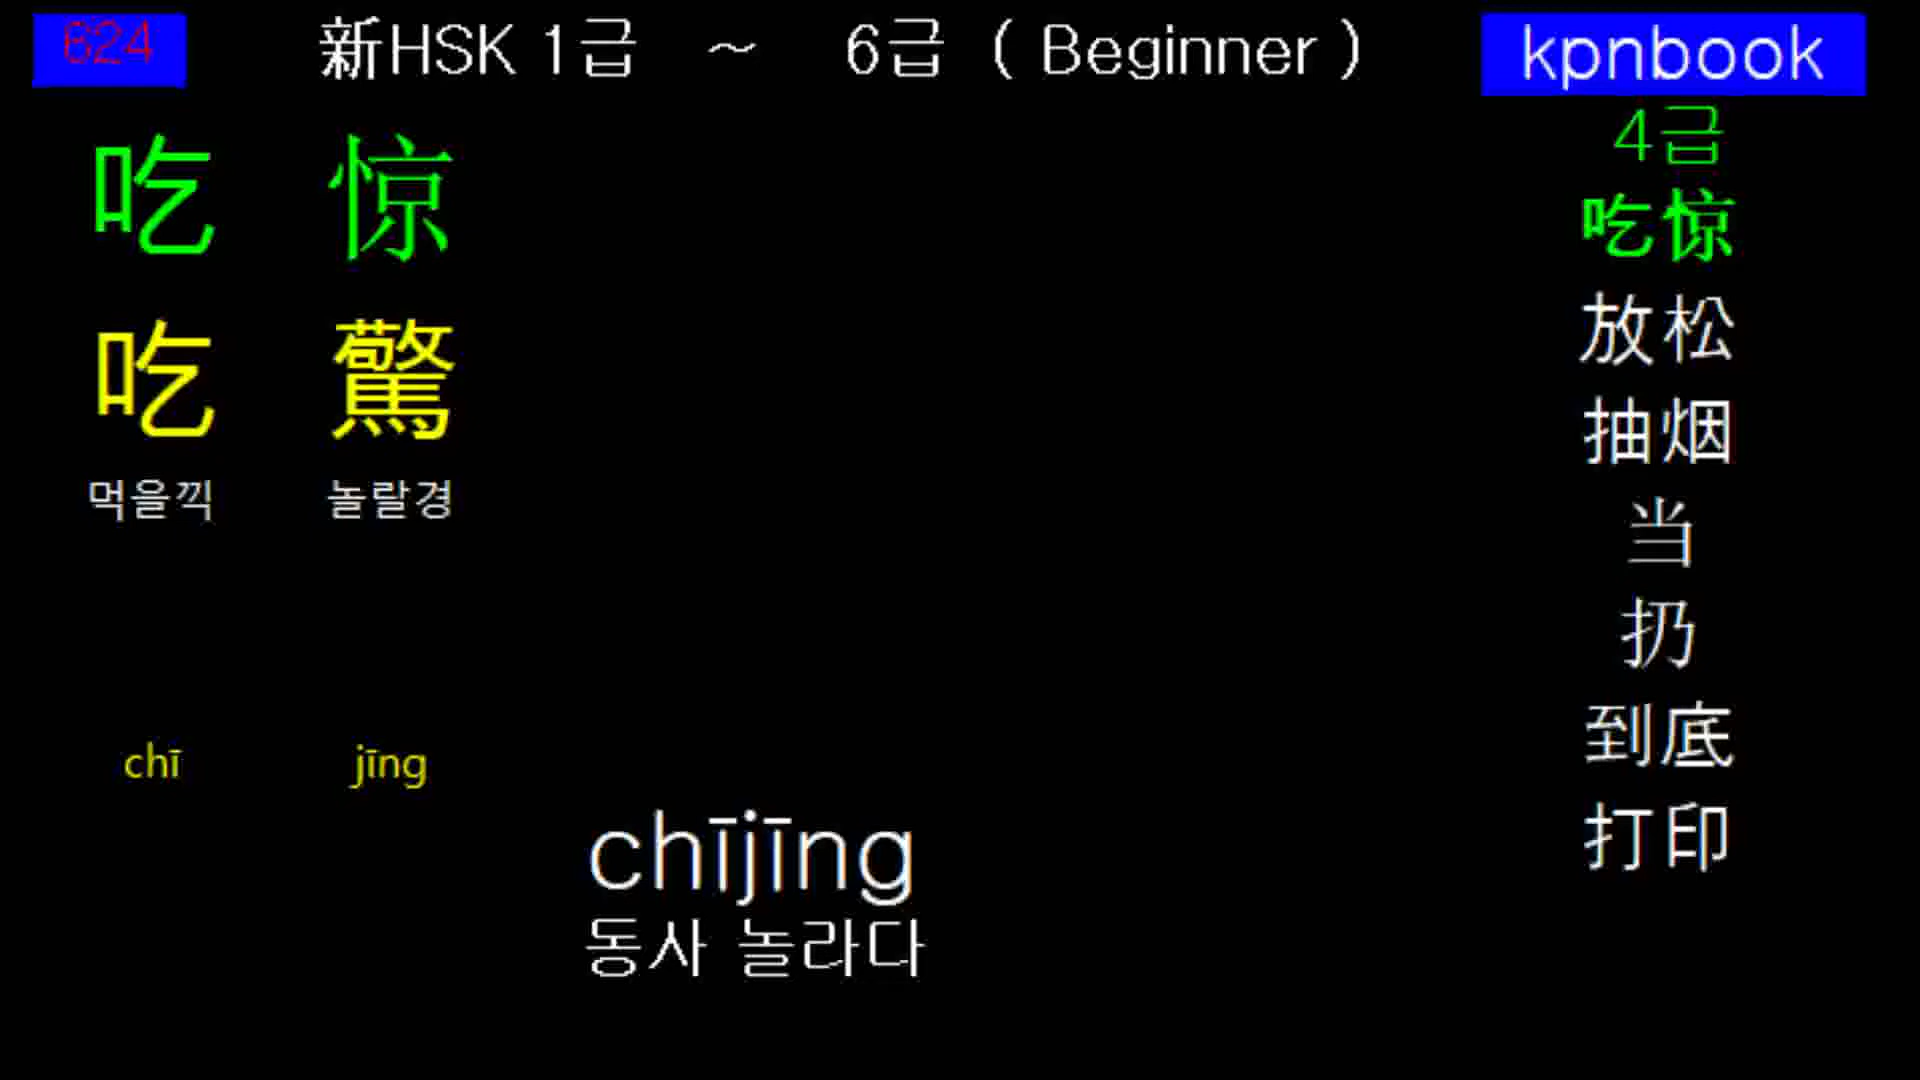 624 新HSK 1급 ~ 6급 ( Beginner ) kpnbook
吃 惊
吃 驚
먹을끽 놀랄경
chī jīng
chījīng
동사 놀라다
4급
吃惊
放松
抽烟
当
扔
到底
打印